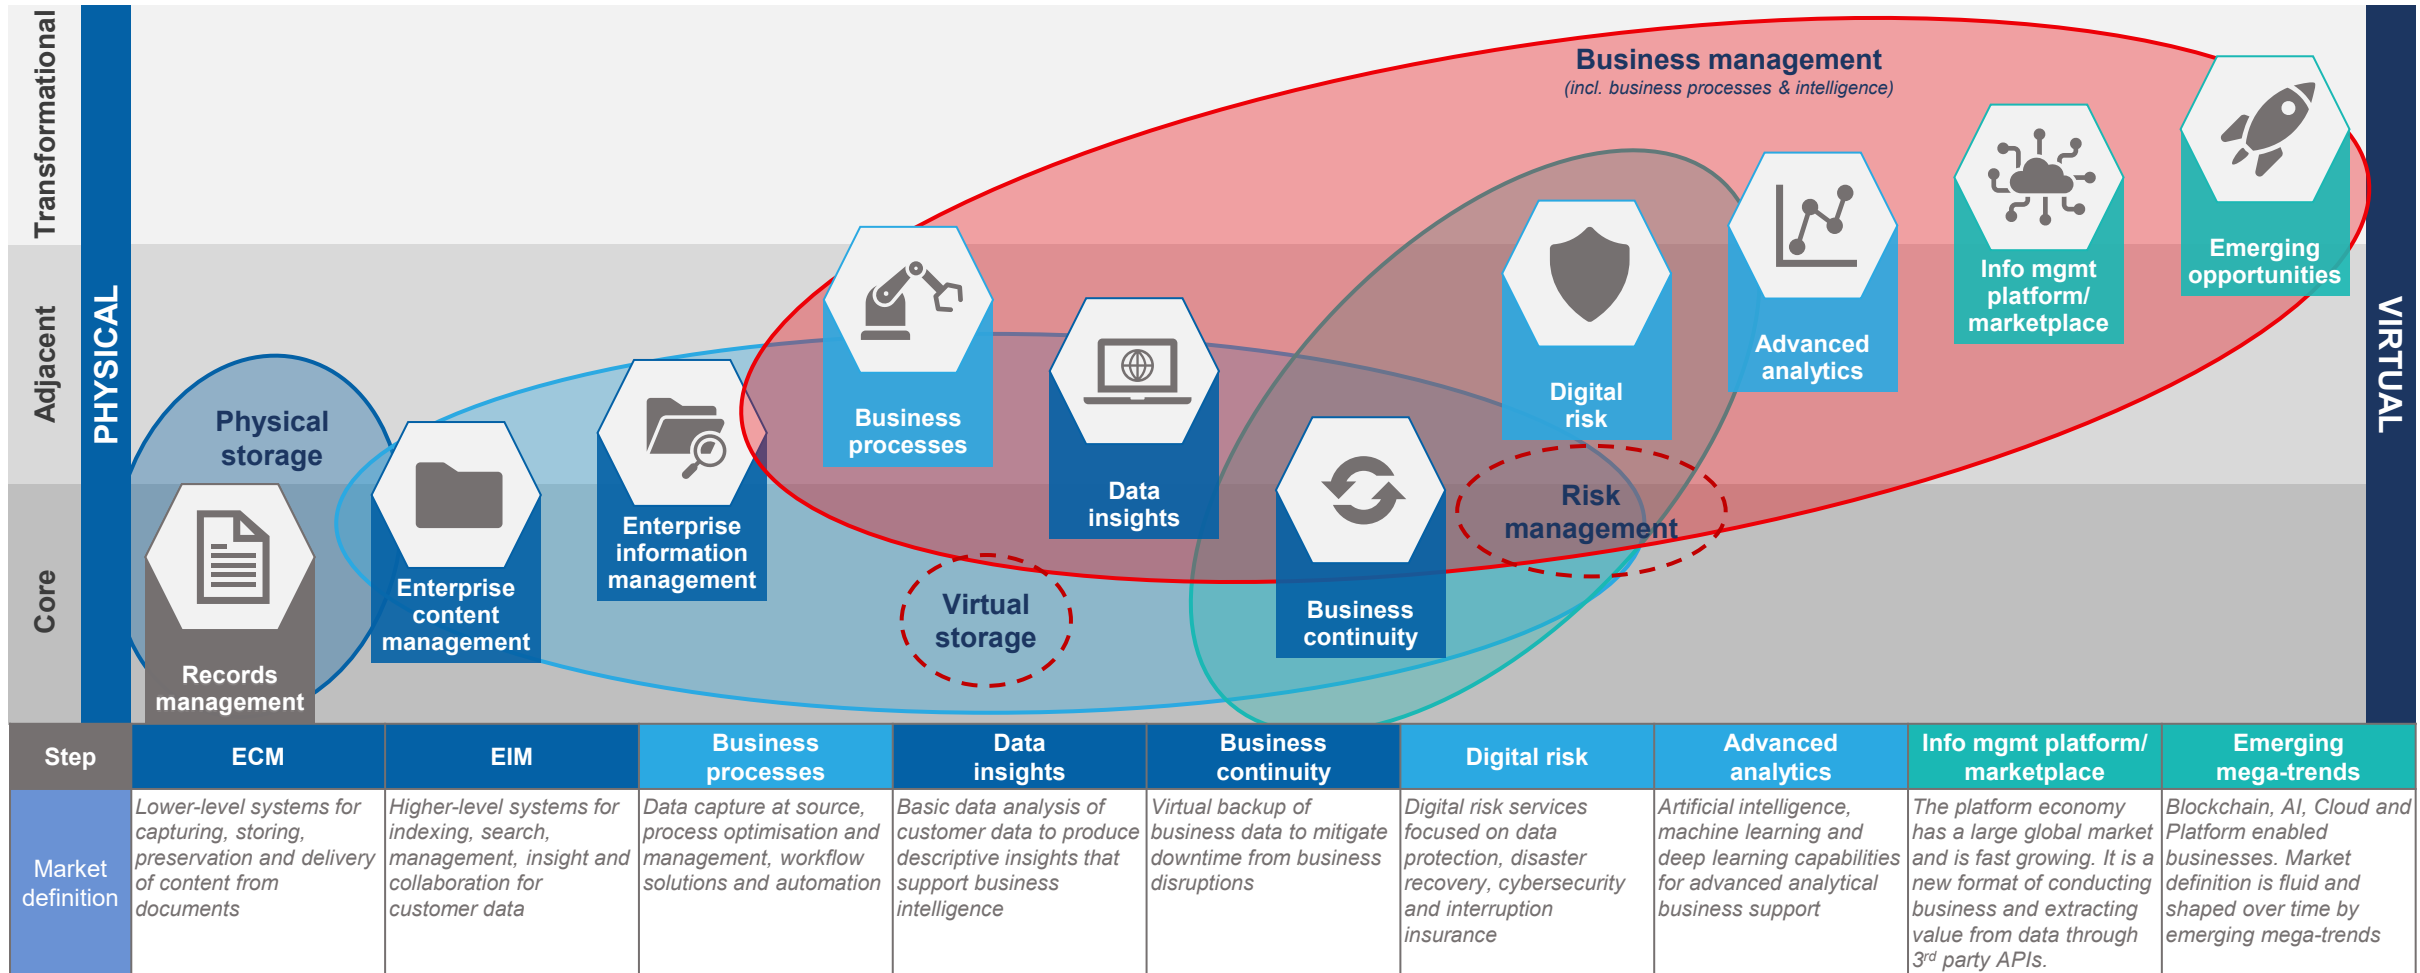 Transformational
Adjacent
Core
PHYSICAL
VIRTUAL
Business management
(incl. business processes & intelligence)
Physical
storage
Virtual
storage
Risk
management
Records
management
Enterprise
content
management
Enterprise
information
management
Business
processes
Data
insights
Business
continuity
Digital
risk
Advanced
analytics
Info mgmt
platform/
marketplace
Emerging
opportunities
Step
ECM
EIM
Business
processes
Data
insights
Business
continuity
Digital risk
Advanced
analytics
Info mgmt platform/
marketplace
Emerging
mega-trends
Market
definition
Lower-level systems for
capturing, storing,
preservation and delivery
of content from
documents
Higher-level systems for
indexing, search,
management, insight and
collaboration for
customer data
Data capture at source,
process optimisation and
management, workflow
solutions and automation
Basic data analysis of
customer data to produce
descriptive insights that
support business
intelligence
Virtual backup of
business data to mitigate
downtime from business
disruptions
Digital risk services
focused on data
protection, disaster
recovery, cybersecurity
and interruption
insurance
Artificial intelligence,
machine learning and
deep learning capabilities
for advanced analytical
business support
The platform economy
has a large global market
and is fast growing. It is a
new format of conducting
business and extracting
value from data through
3rd party APIs.
Blockchain, AI, Cloud and
Platform enabled
businesses. Market
definition is fluid and
shaped over time by
emerging mega-trends